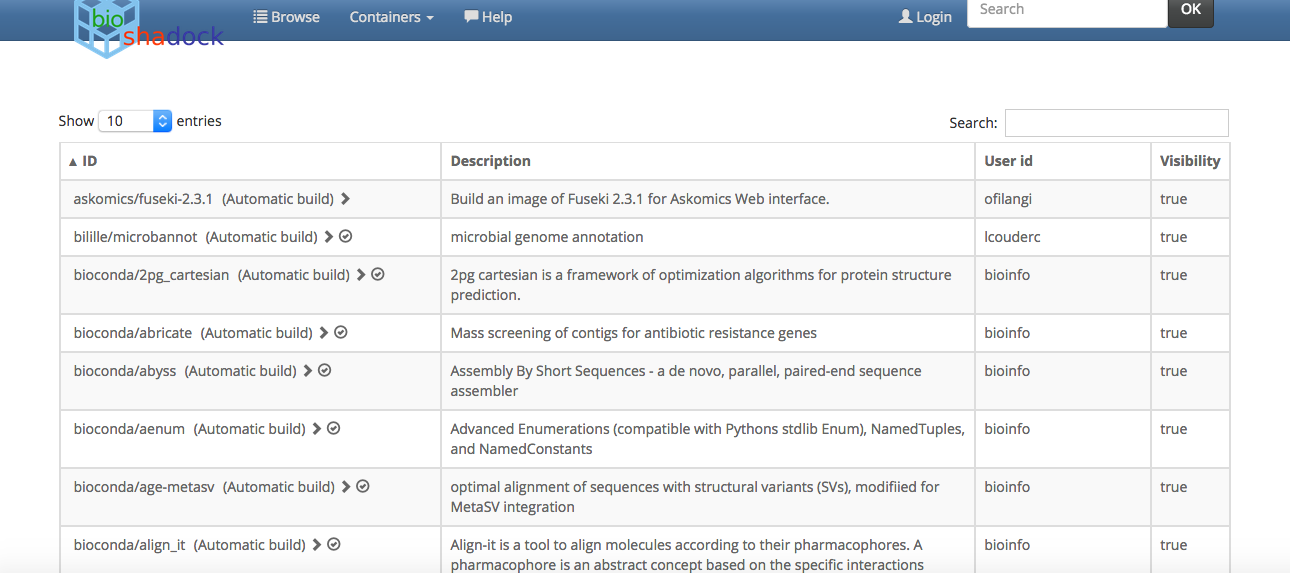 bio
shadock
Browse Containers Help Login Search OK
Show 10 entries Search:
ID Description User id Visibility
askomics/fuseki-2.3.1 (Automatic build) Build an image of Fuseki 2.3.1 for Askomics Web interface. ofilangi true
bilille/microbannot (Automatic build) microbial genome annotation lcouderc true
bioconda/2pg_cartesian (Automatic build) 2pg cartesian is a framework of optimization algorithms for protein structure bioinfo true
prediction.
bioconda/abricate (Automatic build) Mass screening of contigs for antibiotic resistance genes bioinfo true
bioconda/abyss (Automatic build) Assembly By Short Sequences - a de novo, parallel, paired-end sequence bioinfo true
assembler
bioconda/aenum (Automatic build) Advanced Enumerations (compatible with Pythons stdlib Enum), NamedTuples, bioinfo true
and NamedConstants
bioconda/age-metasv (Automatic build) optimal alignment of sequences with structural variants (SVs), modifiied for bioinfo true
MetaSV integration
bioconda/align_it (Automatic build) Align-it is a tool to align molecules according to their pharmacophores. A bioinfo true
pharmacophore is an abstract concept based on the specific interactions